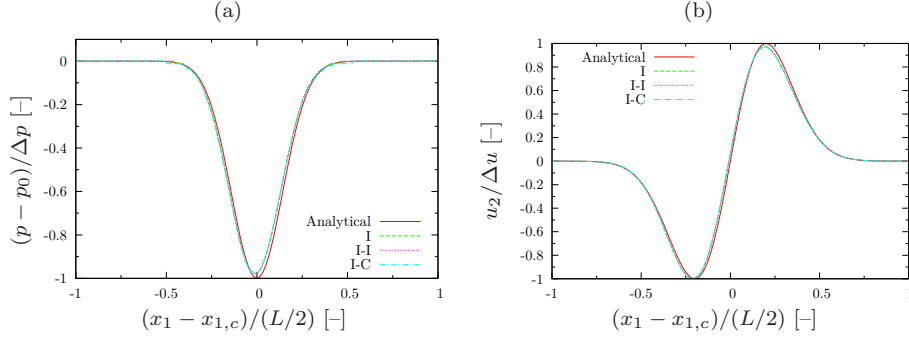 (a)
(p − p₀)/Δp [–]
0
-0.2
-0.4
-0.6
-0.8
-1
Analytical
I
I-I
I-C
-1
-0.5
0
0.5
1
(x₁ − x₁,c)/(L/2) [–]
(b)
u₂/Δu [–]
1
0.8
0.6
0.4
0.2
0
-0.2
-0.4
-0.6
-0.8
-1
Analytical
I
I-I
I-C
-1
-0.5
0
0.5
1
(x₁ − x₁,c)/(L/2) [–]